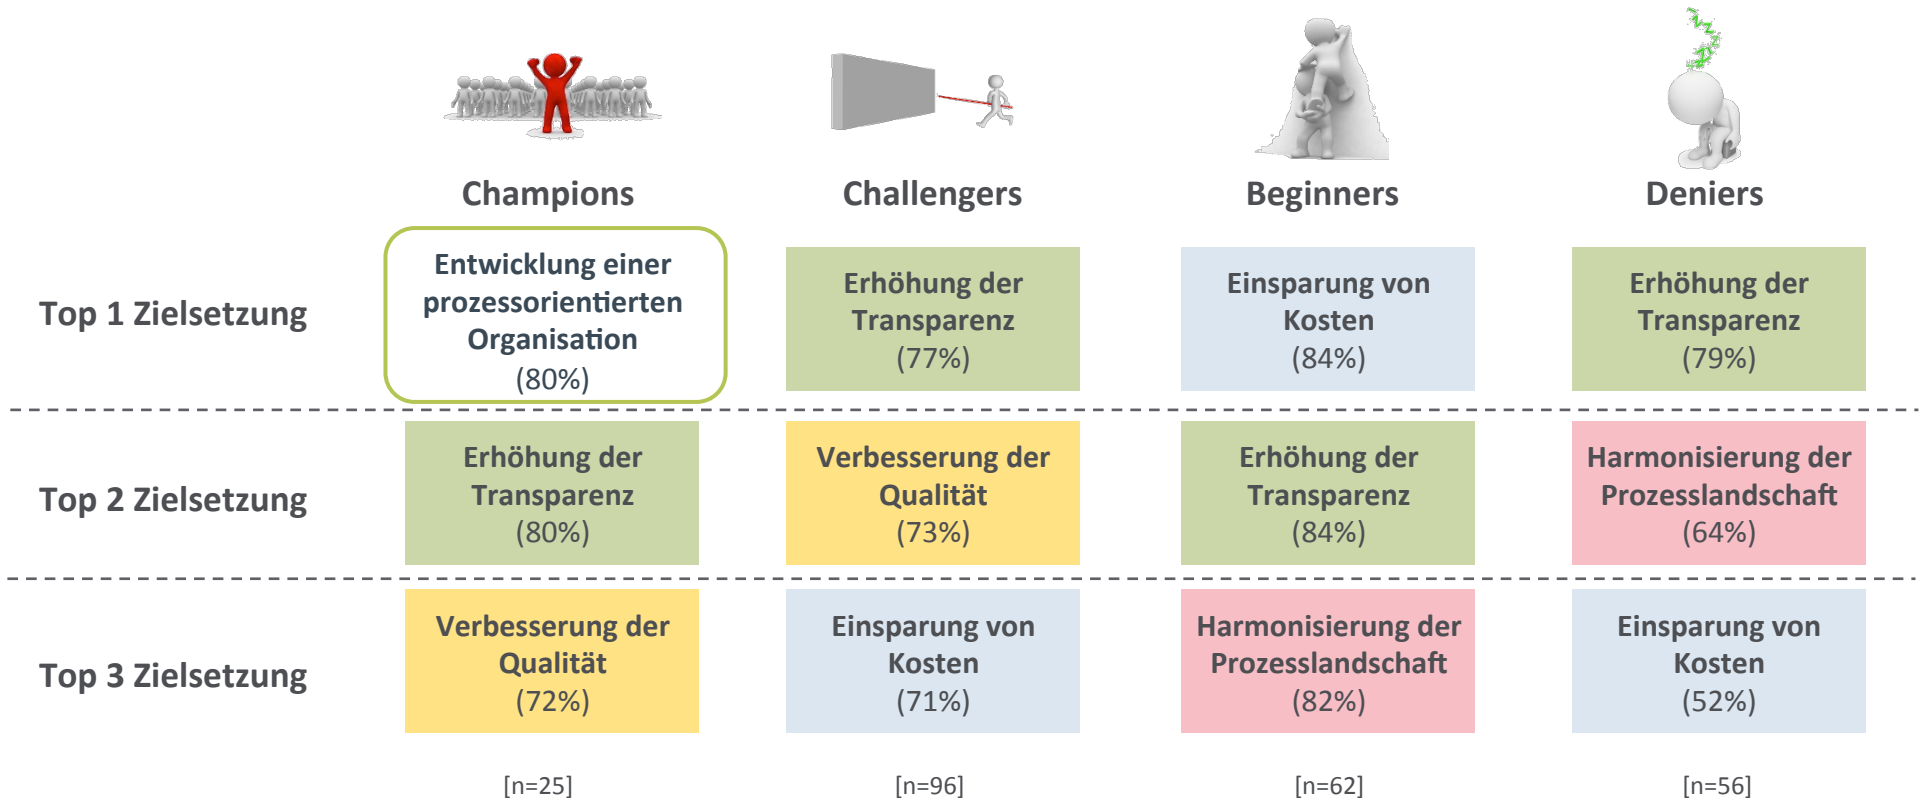 Champions
Challengers
Beginners
Deniers
Top 1 Zielsetzung
Entwicklung einer
prozessorientierten
Organisation
(80%)
Erhöhung der
Transparenz
(77%)
Einsparung von
Kosten
(84%)
Erhöhung der
Transparenz
(79%)
Top 2 Zielsetzung
Erhöhung der
Transparenz
(80%)
Verbesserung der
Qualität
(73%)
Erhöhung der
Transparenz
(84%)
Harmonisierung der
Prozesslandschaft
(64%)
Top 3 Zielsetzung
Verbesserung der
Qualität
(72%)
Einsparung von
Kosten
(71%)
Harmonisierung der
Prozesslandschaft
(82%)
Einsparung von
Kosten
(52%)
[n=25]
[n=96]
[n=62]
[n=56]